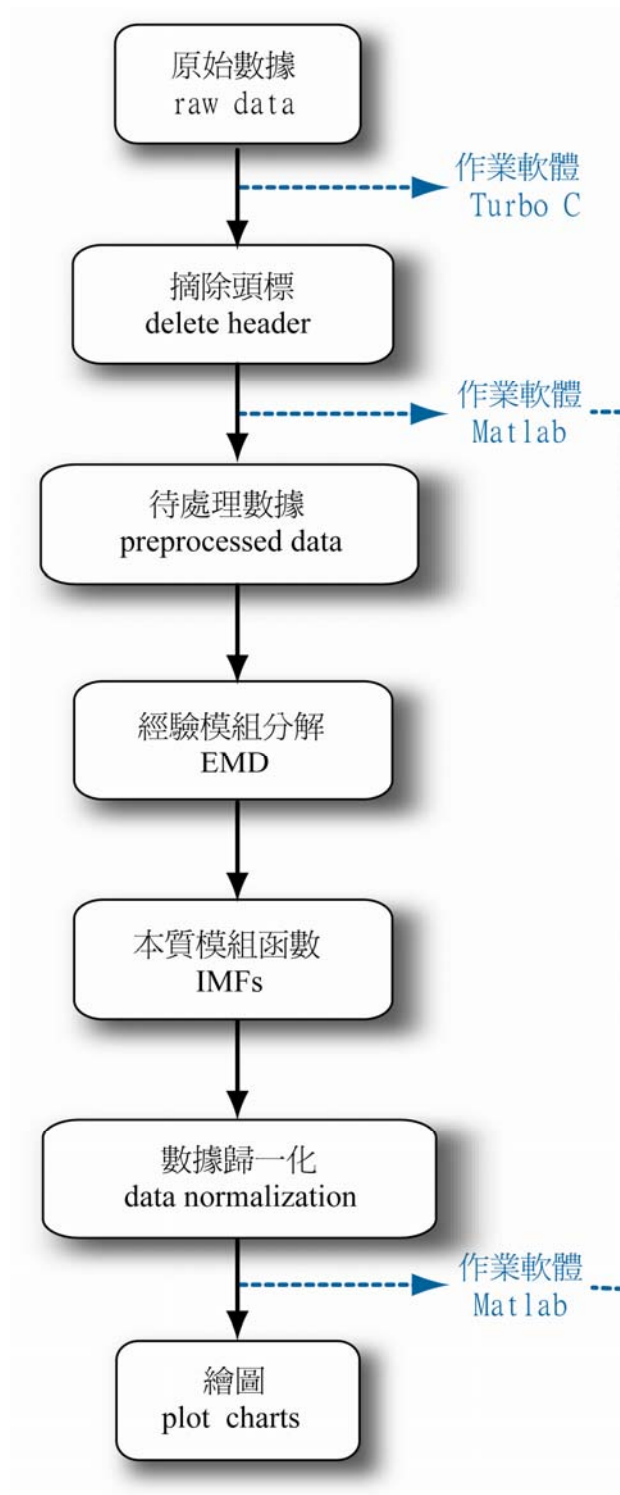 原始數據
raw data
作業軟體
Turbo C
摘除頭標
delete header
作業軟體
Matlab
待處理數據
preprocessed data
經驗模組分解
EMD
本質模組函數
IMFs
數據歸一化
data normalization
作業軟體
Matlab
繪圖
plot charts